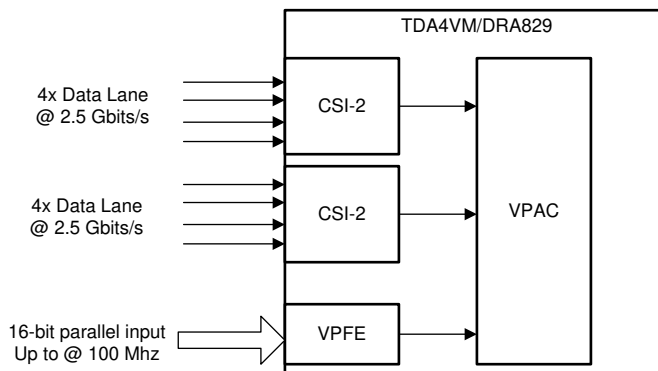 TDA4VM/DRA829
4x Data Lane
@ 2.5 Gbits/s
CSI-2
4x Data Lane
@ 2.5 Gbits/s
CSI-2
VPAC
16-bit parallel input
Up to @ 100 Mhz
VPFE